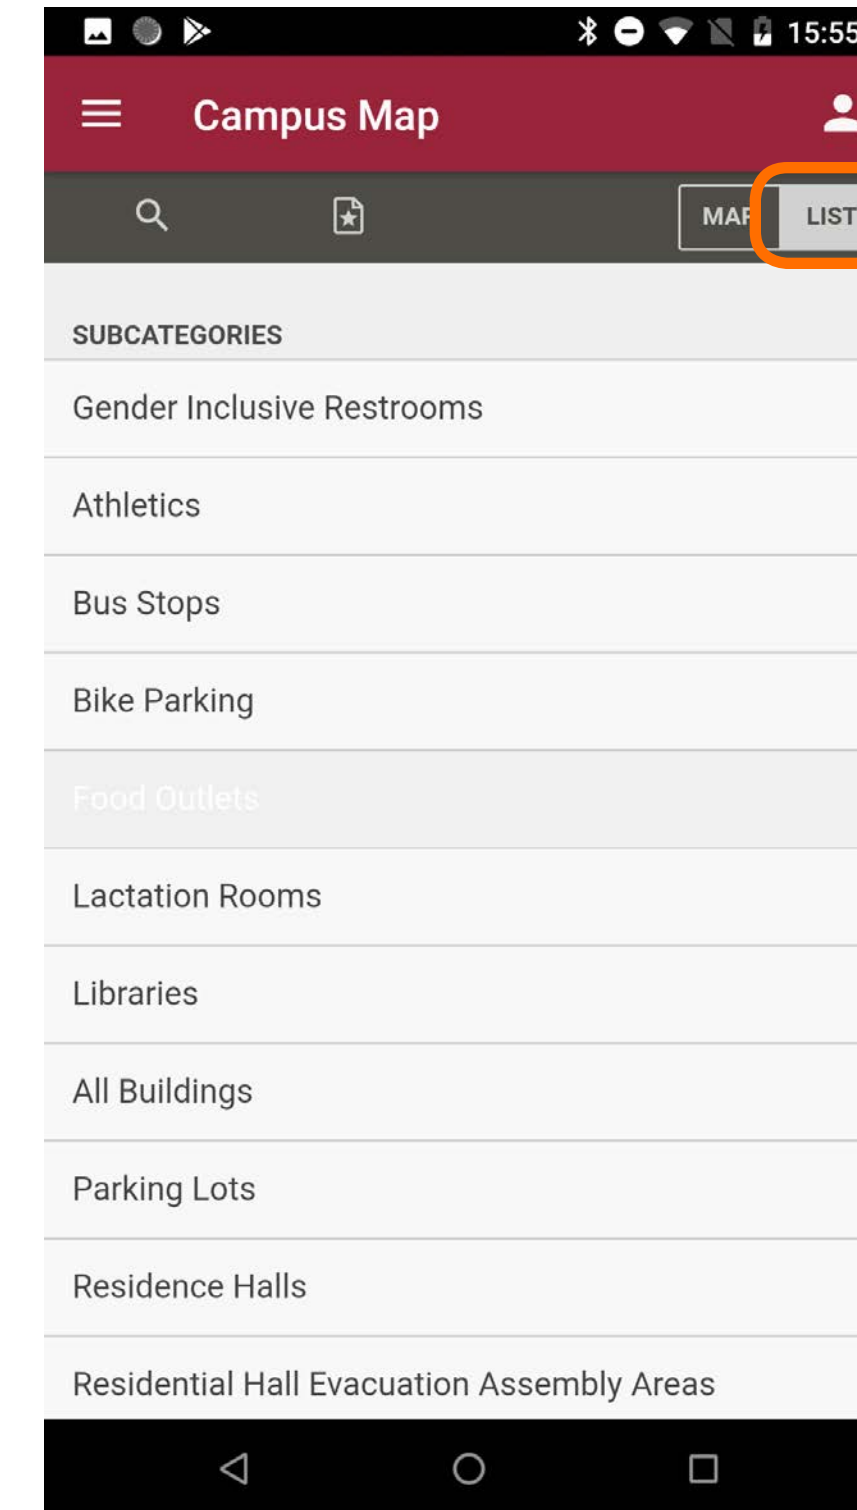 15:55
Campus Map
MAP LIST
SUBCATEGORIES
Gender Inclusive Restrooms
Athletics
Bus Stops
Bike Parking
Food Outlets
Lactation Rooms
Libraries
All Buildings
Parking Lots
Residence Halls
Residential Hall Evacuation Assembly Areas